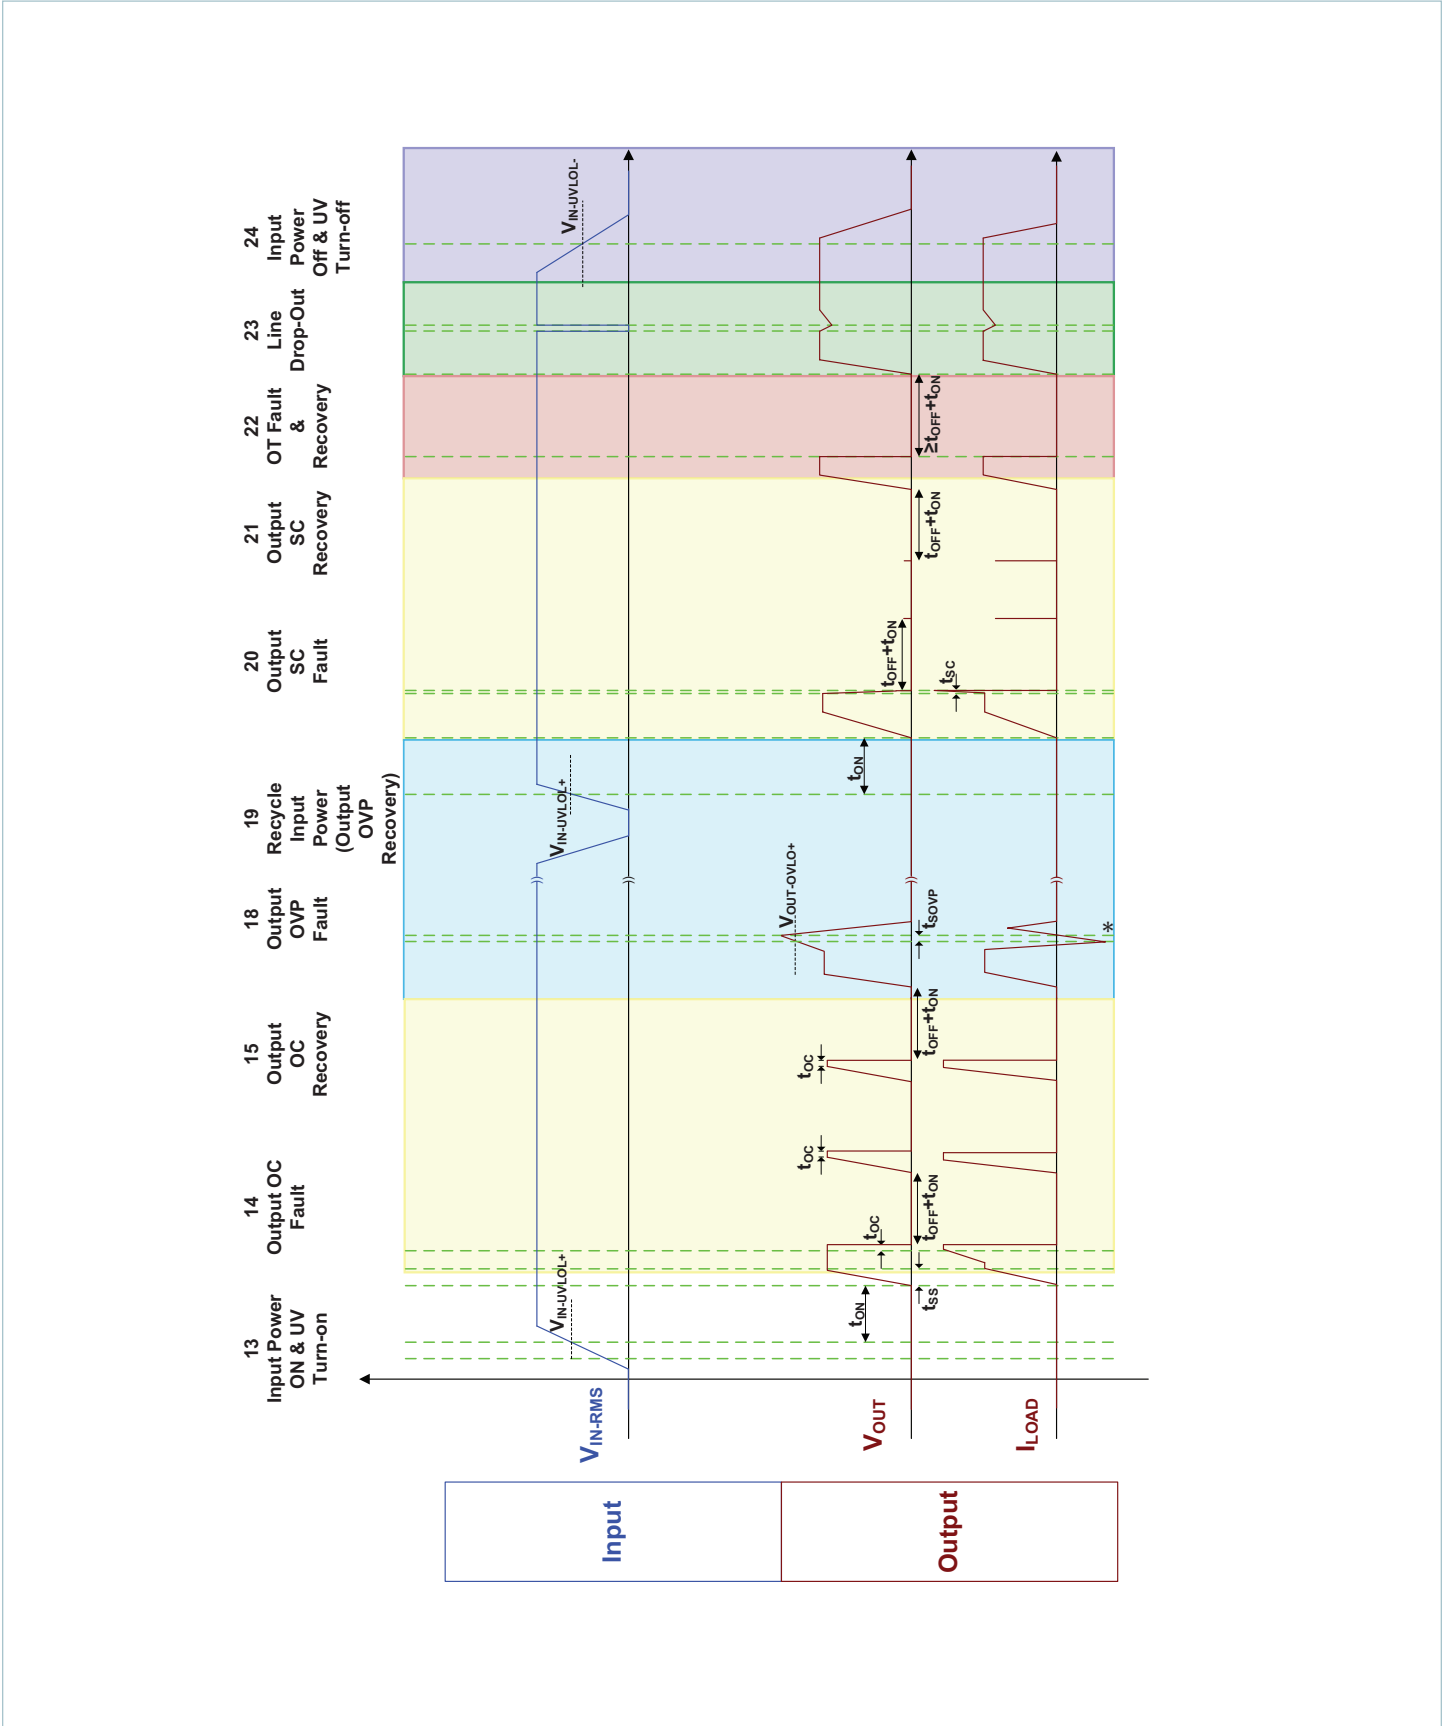 13
Input Power
ON & UV
Turn-on
14
Output OC
Fault
15
Output
OC
Recovery
18
Output
OVP
Fault
19
Recycle
Input
Power
(Output
OVP
Recovery)
20
Output
SC
Fault
21
Output
SC
Recovery
22
OT Fault
&
Recovery
23
Line
Drop-Out
24
Input
Power
Off & UV
Turn-off
Input
VIN-RMS
VIN-UVLOL+
VIN-UVLOL+
VIN-UVLOL-
Output
VOUT
tON
tSS
tOC
tOFF+tON
tOC
tOC
tOFF+tON
VOUT-OVLO+
tSOVP
tON
tOFF+tON
tOFF+tON
≥tOFF+tON
ILOAD
*
tSC